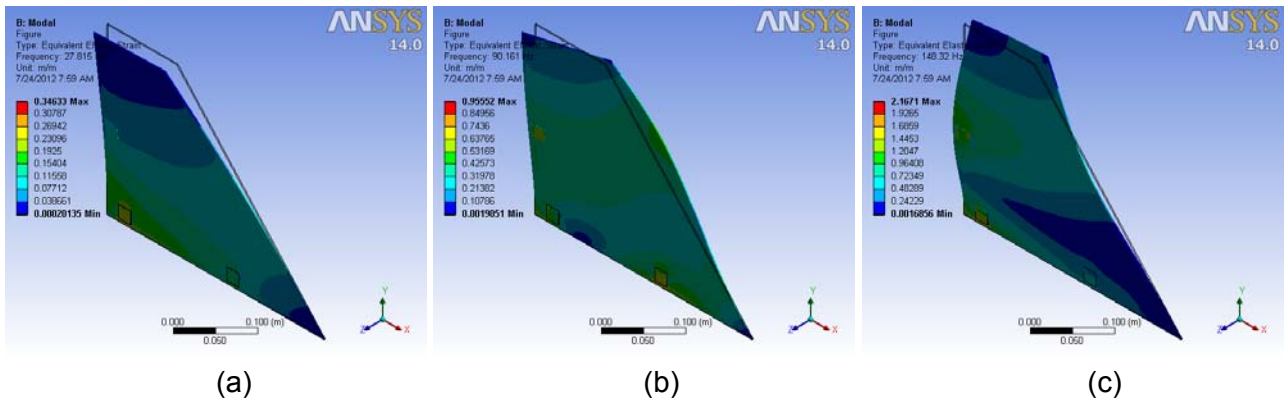 B: Modal
Figure
Type: Equivalent Strain
Frequency: 27.815
Unit: m/m
7/24/2012 7:59 AM
ANSYS
14.0
0.34633 Max
0.30787
0.26942
0.23096
0.1925
0.15404
0.11558
0.07712
0.038661
0.00020135 Min
Y
Z
X
0.000
0.100 (m)
0.050
B: Modal
Figure
Type: Equivalent
Frequency: 90.161
Unit: m/m
7/24/2012 7:59 AM
ANSYS
14.0
0.95552 Max
0.84956
0.7436
0.63765
0.53169
0.42573
0.31978
0.21382
0.10786
0.0019051 Min
Y
Z
X
0.000
0.100 (m)
0.050
B: Modal
Figure
Type: Equivalent Elast
Frequency: 148.32 Hz
Unit: m/m
7/24/2012 7:59 AM
ANSYS
14.0
2.1671 Max
1.9265
1.6859
1.4453
1.2047
0.96408
0.72349
0.48289
0.24229
0.0016856 Min
Y
Z
X
0.000
0.100 (m)
0.050
(a)
(b)
(c)